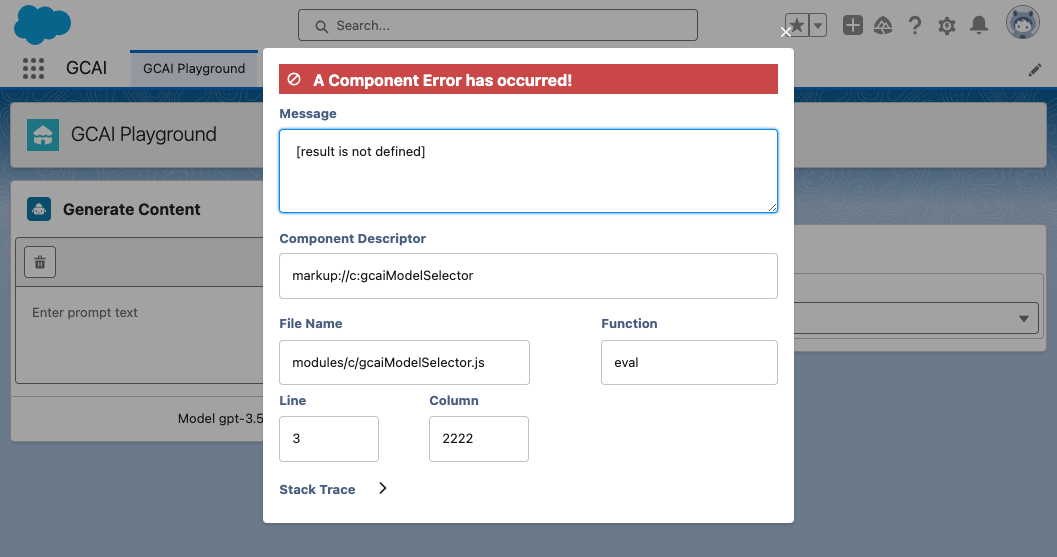 Search...
GCAI
GCAI Playground
A Component Error has occurred!
Message
[result is not defined]
GCAI Playground
Generate Content
Component Descriptor
markup://c:gcaiModelSelector
Enter prompt text
File Name
Function
modules/c/gcaiModelSelector.js
eval
Line
Column
Model gpt-3.5
3
2222
Stack Trace